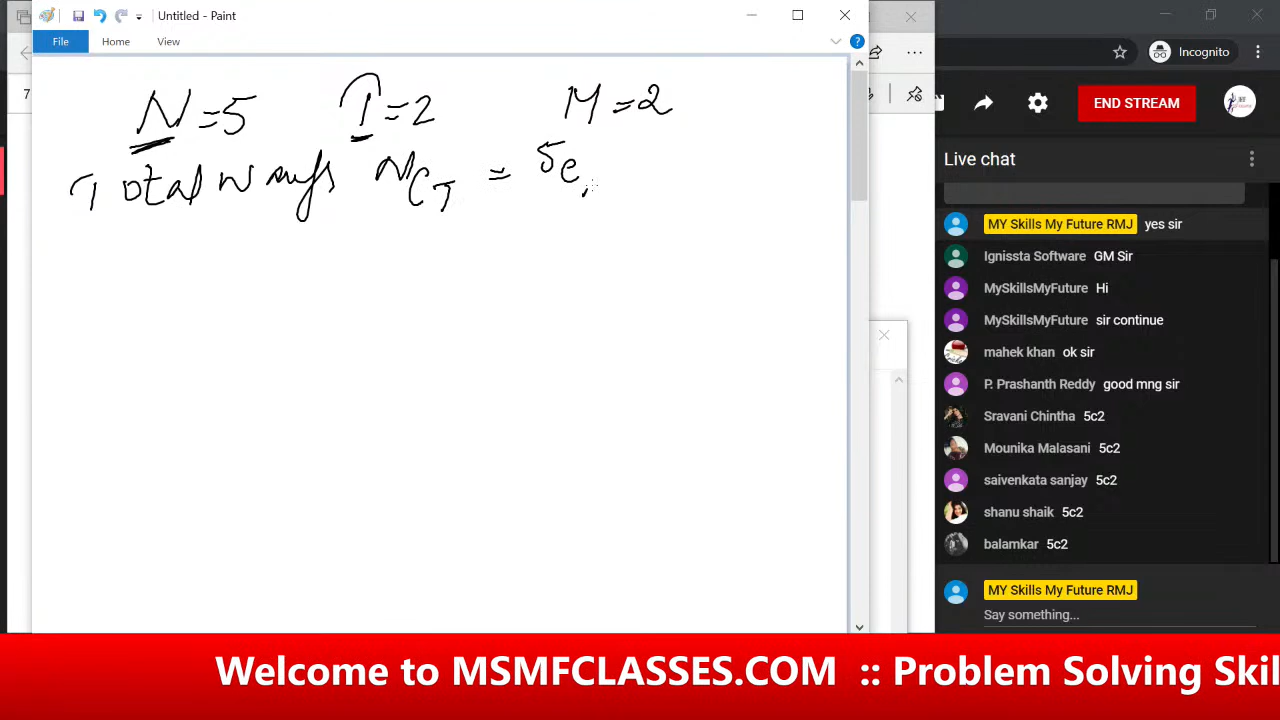 Untitled - Paint
File Home View
N = 5 T = 2 M = 2
Total Ways NCT = 5C
7
Incognito
END STREAM
Live chat
MY Skills My Future RMJ yes sir
Ignissta Software GM Sir
MySkillsMyFuture Hi
MySkillsMyFuture sir continue
mahek khan ok sir
P. Prashanth Reddy good mng sir
Sravani Chintha 5c2
Mounika Malasani 5c2
saivenkata sanjay 5c2
shanu shaik 5c2
balamkar 5c2
MY Skills My Future RMJ
Say something...
Welcome to MSMFCLASSES.COM :: Problem Solving Skil